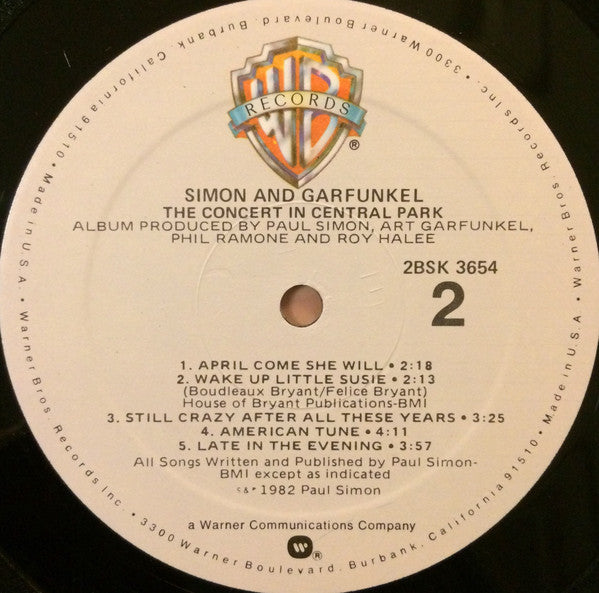 WB
RECORDS
®
SIMON AND GARFUNKEL
THE CONCERT IN CENTRAL PARK
ALBUM PRODUCED BY PAUL SIMON, ART GARFUNKEL,
PHIL RAMONE AND ROY HALEE
2BSK 3654
2
1. APRIL COME SHE WILL • 2:18
2. WAKE UP LITTLE SUSIE • 2:13
(Boudleaux Bryant/Felice Bryant)
House of Bryant Publications-BMI
3. STILL CRAZY AFTER ALL THESE YEARS • 3:25
4. AMERICAN TUNE • 4:11
5. LATE IN THE EVENING • 3:57
All Songs Written and Published by Paul Simon-
BMI except as indicated
© & ℗ 1982 Paul Simon
a Warner Communications Company
W®
Warner Bros. Records Inc. • 3300 Warner Boulevard, Burbank, California 91510 • Made in U.S.A. • Warner Bros. Records Inc. • 3300 Warner Boulevard, Burbank, California 91510 • Made in U.S.A. •